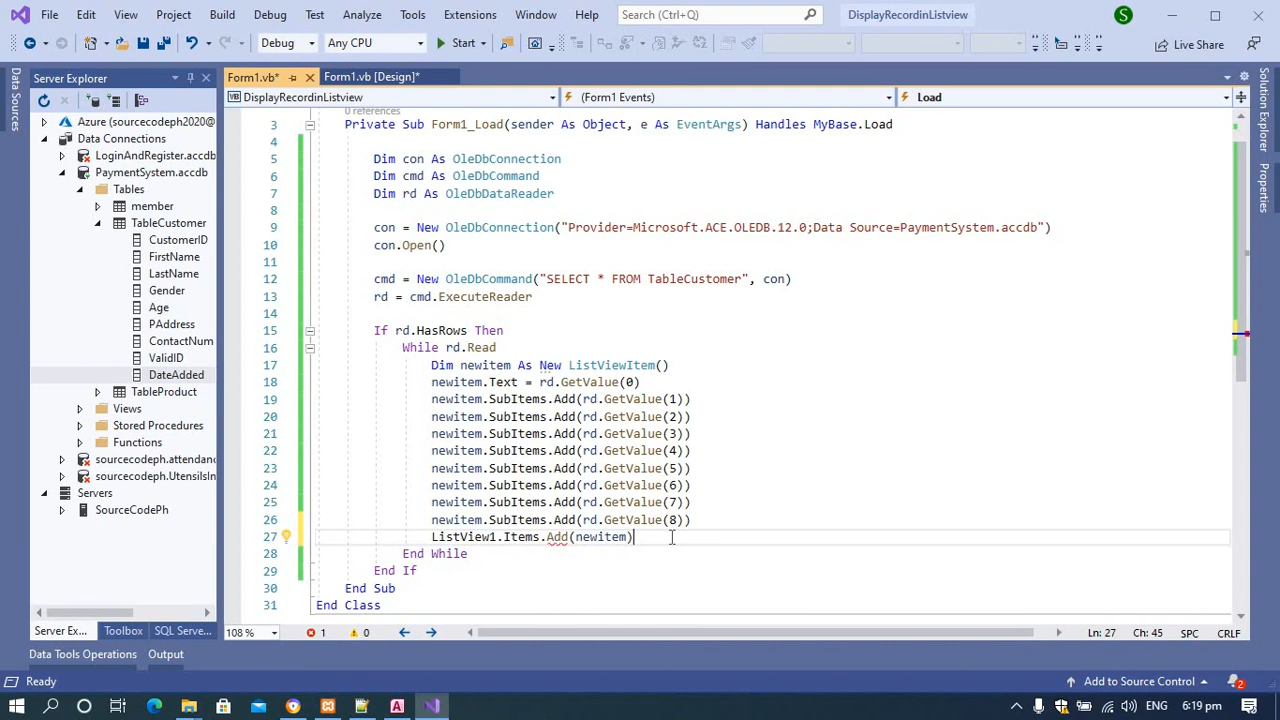 File Edit View Project Build Debug Test Analyze Tools Extensions Window Help Search (Ctrl+Q) DisplayRecordinListview S
Debug Any CPU Start Live Share
Server Explorer Form1.vb* Form1.vb [Design]*
DisplayRecordinListview (Form1 Events) Load
Data Sources
Solution Explorer
Properties
Azure (sourcecodeph2020@
Data Connections
LoginAndRegister.accdb
PaymentSystem.accdb
Tables
member
TableCustomer
CustomerID
FirstName
LastName
Gender
Age
PAddress
ContactNum
ValidID
DateAdded
TableProduct
Views
Stored Procedures
Functions
sourcecodeph.attendanc
sourcecodeph.UtensilsIn
Servers
SourceCodePh
0 references
3 Private Sub Form1_Load(sender As Object, e As EventArgs) Handles MyBase.Load
4
5 Dim con As OleDbConnection
6 Dim cmd As OleDbCommand
7 Dim rd As OleDbDataReader
8
9 con = New OleDbConnection("Provider=Microsoft.ACE.OLEDB.12.0;Data Source=PaymentSystem.accdb")
10 con.Open()
11
12 cmd = New OleDbCommand("SELECT * FROM TableCustomer", con)
13 rd = cmd.ExecuteReader
14
15 If rd.HasRows Then
16 While rd.Read
17 Dim newitem As New ListViewItem()
18 newitem.Text = rd.GetValue(0)
19 newitem.SubItems.Add(rd.GetValue(1))
20 newitem.SubItems.Add(rd.GetValue(2))
21 newitem.SubItems.Add(rd.GetValue(3))
22 newitem.SubItems.Add(rd.GetValue(4))
23 newitem.SubItems.Add(rd.GetValue(5))
24 newitem.SubItems.Add(rd.GetValue(6))
25 newitem.SubItems.Add(rd.GetValue(7))
26 newitem.SubItems.Add(rd.GetValue(8))
27 ListView1.Items.Add(newitem)
28 End While
29 End If
30 End Sub
31 End Class
Server Ex... Toolbox SQL Serve... 108 % 1 0 Ln: 27 Ch: 45 SPC CRLF
Data Tools Operations Output
Ready Add to Source Control 2
6:19 pm